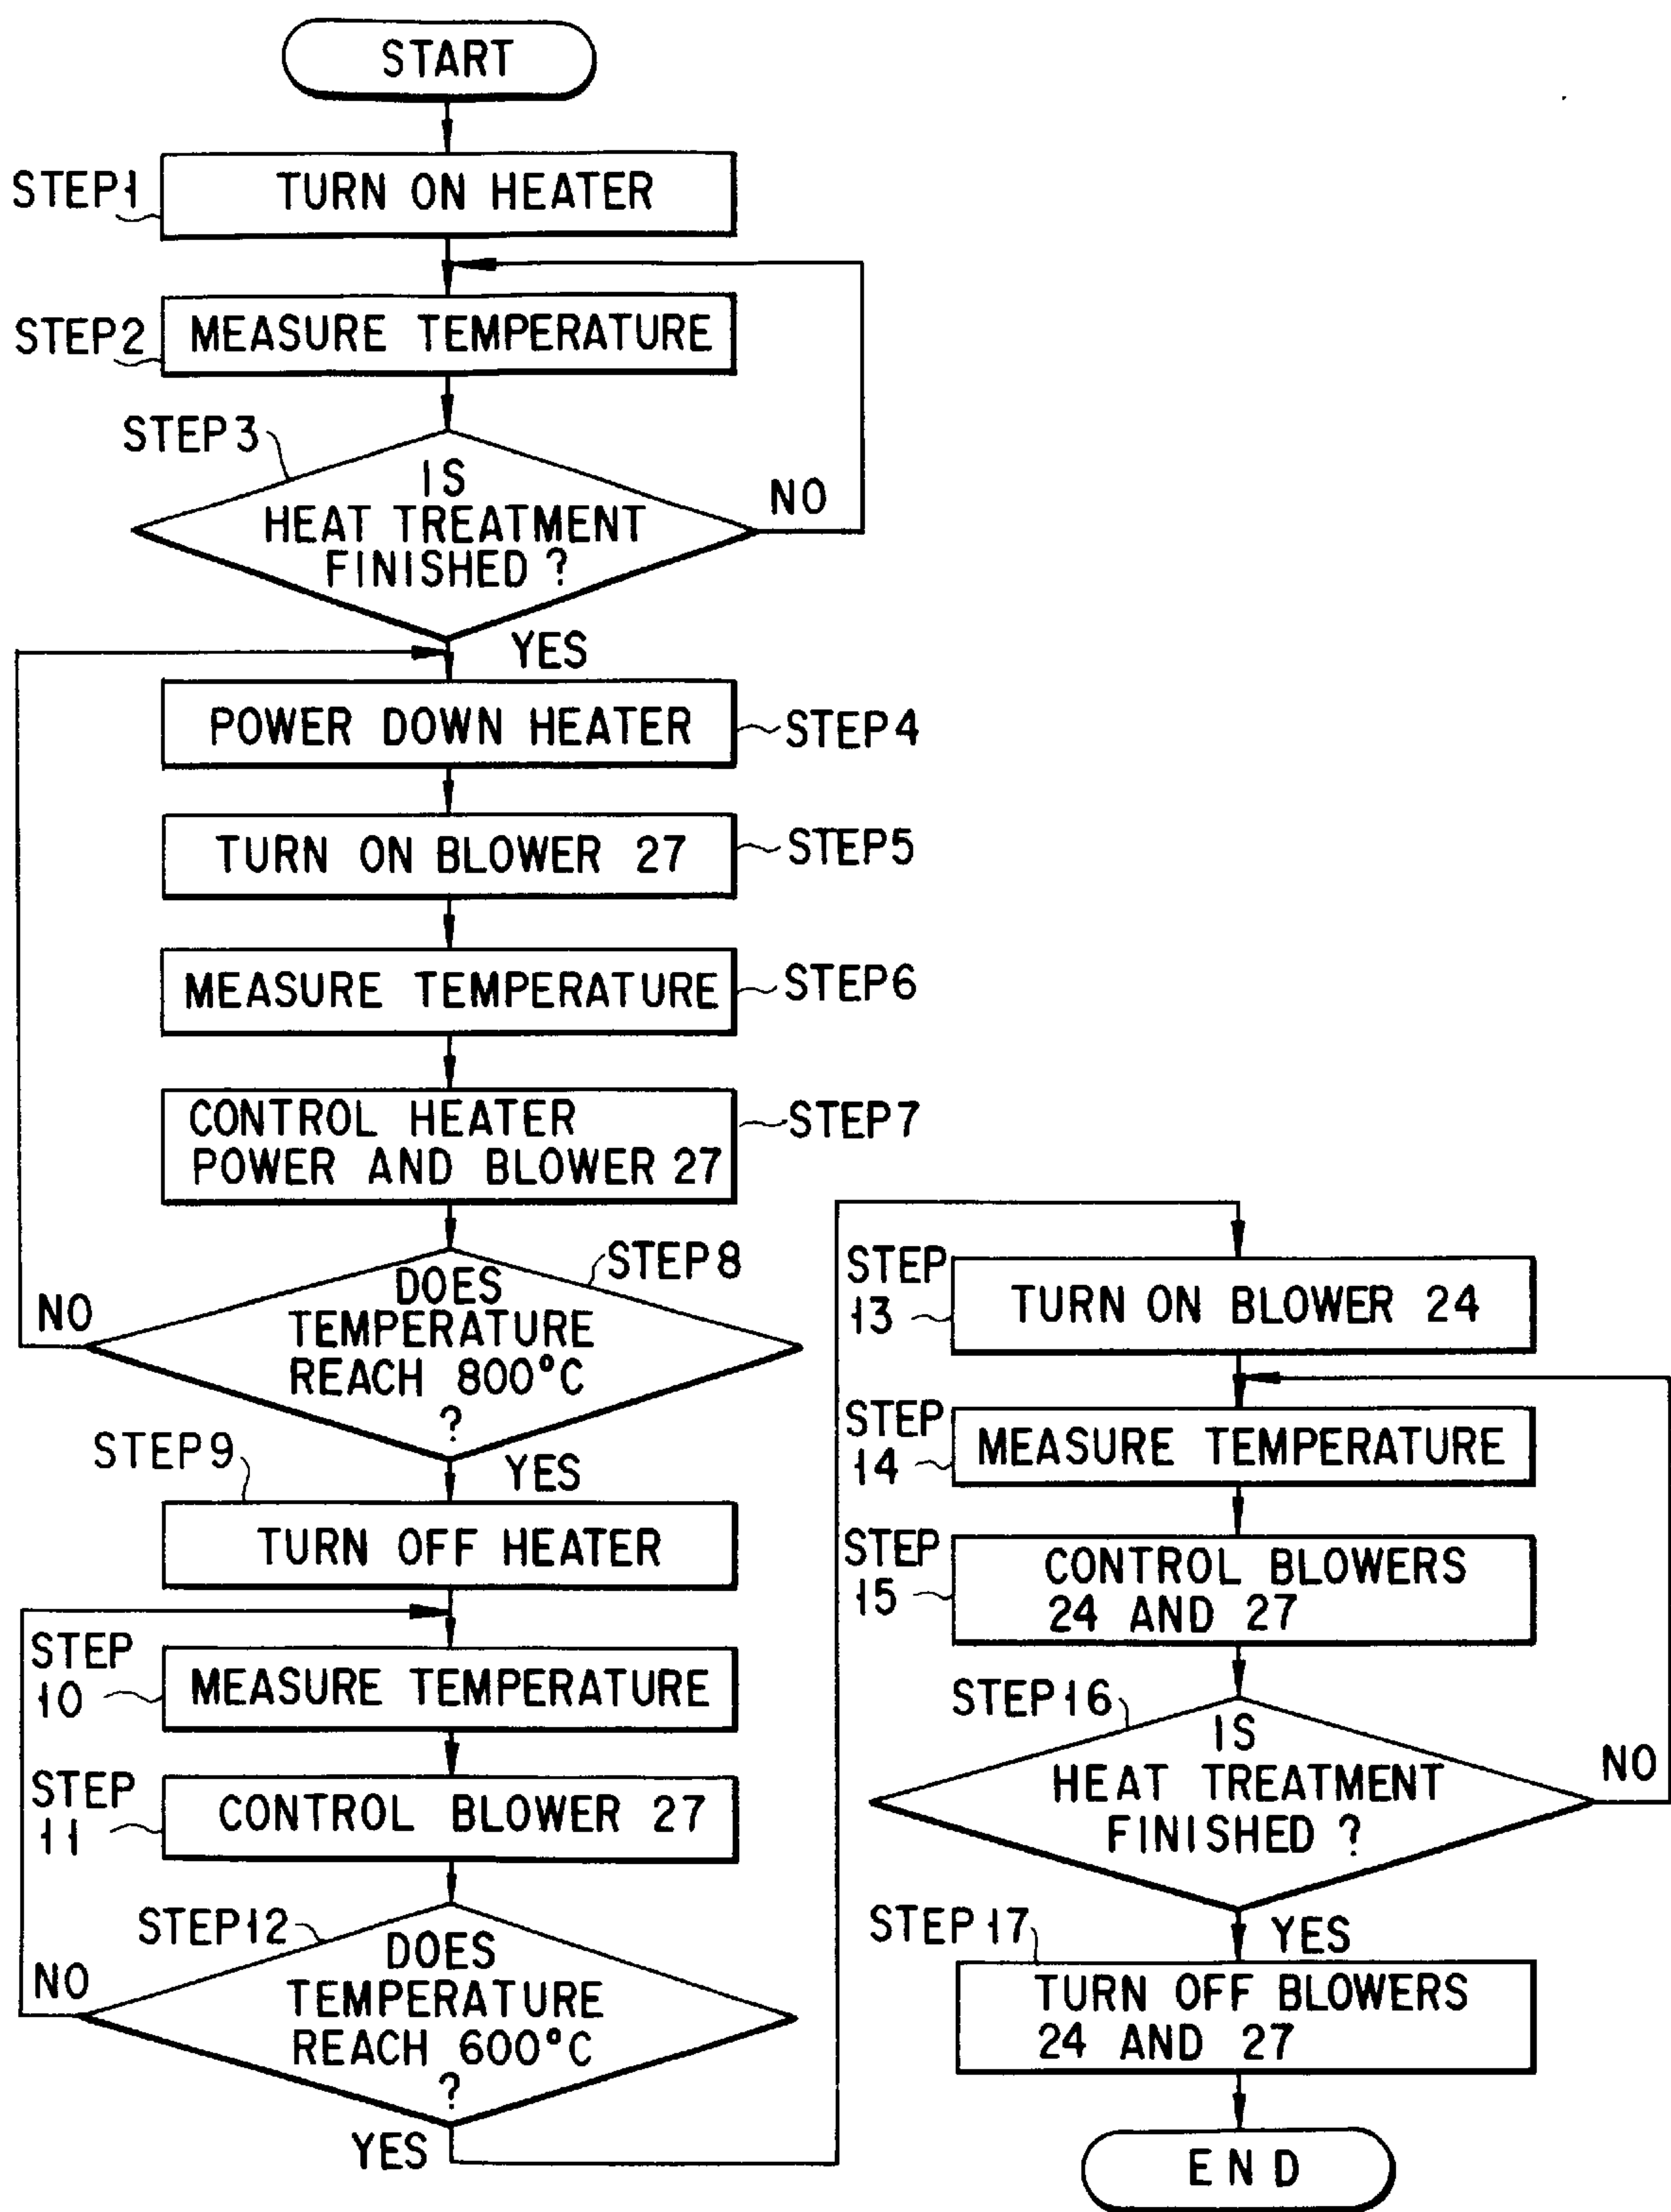 START
STEP1
TURN ON HEATER
STEP2
MEASURE TEMPERATURE
STEP3
IS
HEAT TREATMENT
FINISHED ?
NO
YES
POWER DOWN HEATER
STEP4
TURN ON BLOWER 27
STEP5
MEASURE TEMPERATURE
STEP6
CONTROL HEATER
POWER AND BLOWER 27
STEP7
STEP8
DOES
TEMPERATURE
REACH 800°C
?
NO
YES
STEP9
TURN OFF HEATER
STEP
10
MEASURE TEMPERATURE
STEP
11
CONTROL BLOWER 27
STEP12
DOES
TEMPERATURE
REACH 600°C
?
NO
YES
STEP
13
TURN ON BLOWER 24
STEP
14
MEASURE TEMPERATURE
STEP
15
CONTROL BLOWERS
24 AND 27
STEP16
IS
HEAT TREATMENT
FINISHED ?
NO
YES
STEP17
TURN OFF BLOWERS
24 AND 27
END